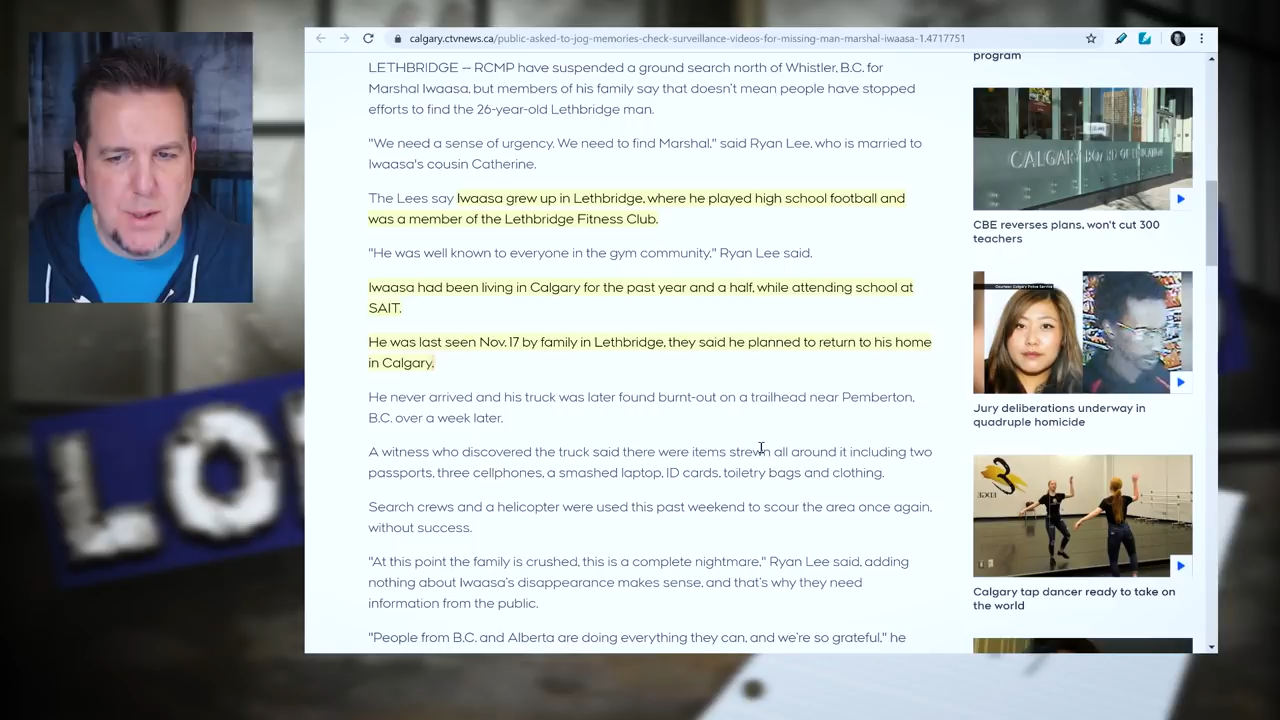 calgary.ctvnews.ca/public-asked-to-jog-memories-check-surveillance-videos-for-missing-man-marshal-iwaasa-1.4717751
program
LETHBRIDGE — RCMP have suspended a ground search north of Whistler, B.C. for
Marshal Iwaasa, but members of his family say that doesn't mean people have stopped
efforts to find the 26-year-old Lethbridge man.
"We need a sense of urgency. We need to find Marshal," said Ryan Lee, who is married to
Iwaasa's cousin Catherine.
The Lees say Iwaasa grew up in Lethbridge, where he played high school football and
was a member of the Lethbridge Fitness Club.
"He was well known to everyone in the gym community," Ryan Lee said.
Iwaasa had been living in Calgary for the past year and a half, while attending school at
SAIT.
He was last seen Nov. 17 by family in Lethbridge, they said he planned to return to his home
in Calgary.
He never arrived and his truck was later found burnt-out on a trailhead near Pemberton,
B.C. over a week later.
A witness who discovered the truck said there were items strewn all around it including two
passports, three cellphones, a smashed laptop, ID cards, toiletry bags and clothing.
Search crews and a helicopter were used this past weekend to scour the area once again,
without success.
"At this point the family is crushed, this is a complete nightmare," Ryan Lee said, adding
nothing about Iwaasa's disappearance makes sense, and that's why they need
information from the public.
"People from B.C. and Alberta are doing everything they can, and we're so grateful," he
CALGARY BOARD OF EDUCATION
CBE reverses plans, won't cut 300
teachers
Courtesy: Calgary Police Service
Jury deliberations underway in
quadruple homicide
EDGE
Calgary tap dancer ready to take on
the world
LO